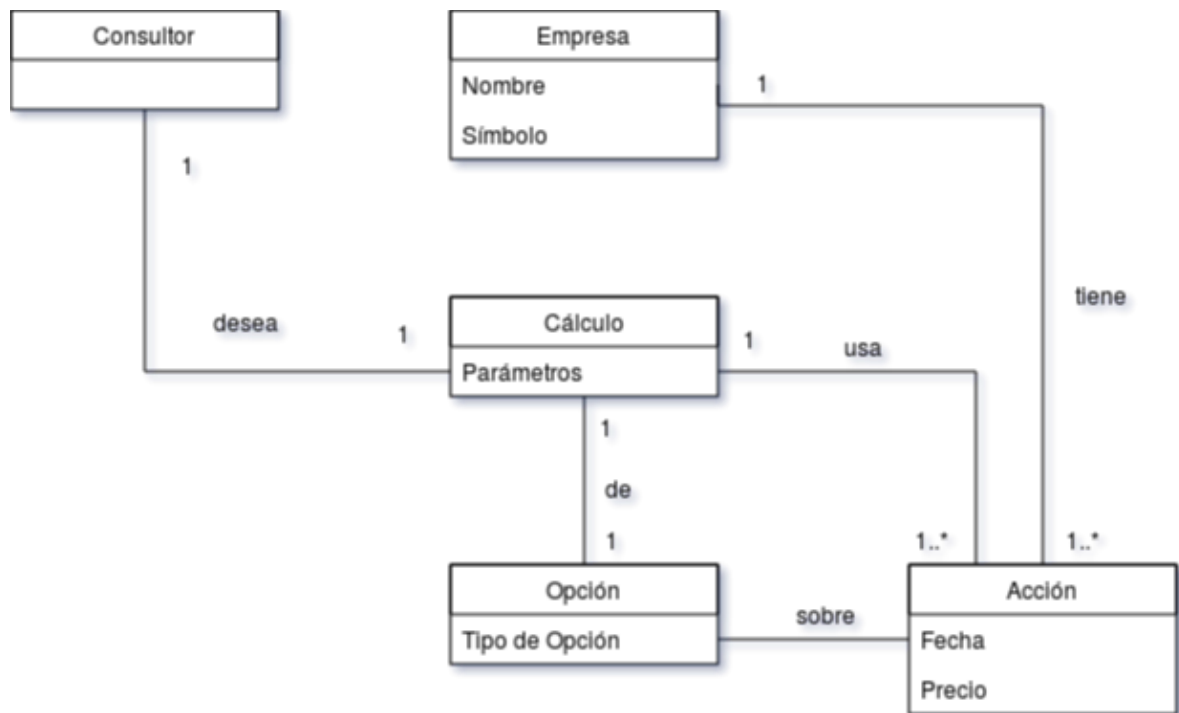 Consultor
Empresa
Nombre
Símbolo
1
1
tiene
desea
1
Cálculo
Parámetros
1
usa
1
de
1
1..*
1..*
Opción
Tipo de Opción
sobre
Acción
Fecha
Precio